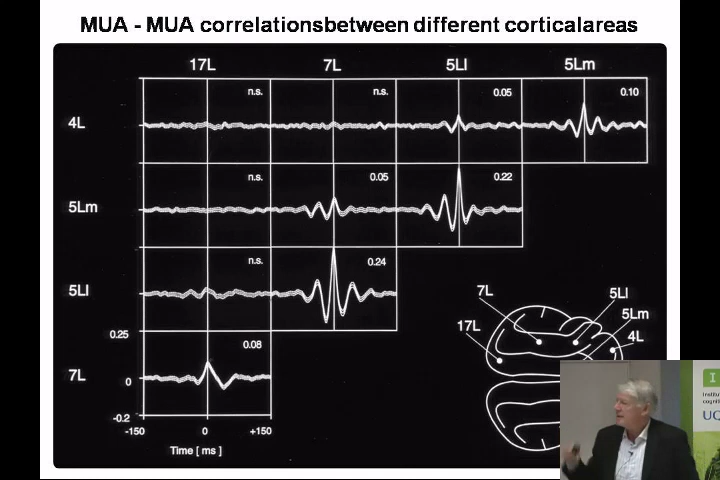 MUA - MUA correlationsbetween different corticalareas
17L 7L 5Ll 5Lm
4L n.s. n.s. 0.05 0.10
5Lm n.s. 0.05 0.22
5Ll n.s. 0.24
7L 0.08
0.25
0
-0.2
-150 0 +150
Time [ ms ]
7L
5Ll
5Lm
17L
4L
I
UC